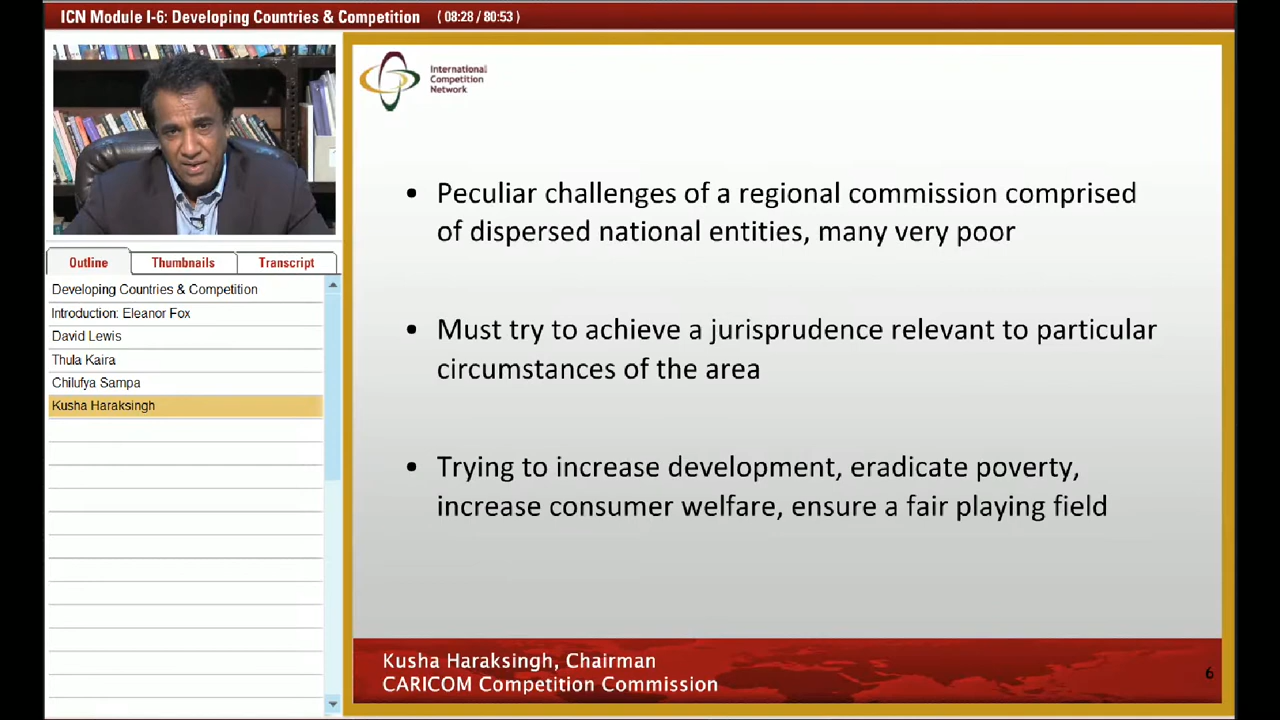 ICN Module I-6: Developing Countries & Competition ( 08:28 / 80:53 )
International
Competition
Network
• Peculiar challenges of a regional commission comprised
of dispersed national entities, many very poor
• Must try to achieve a jurisprudence relevant to particular
circumstances of the area
• Trying to increase development, eradicate poverty,
increase consumer welfare, ensure a fair playing field
Outline Thumbnails Transcript
Developing Countries & Competition
Introduction: Eleanor Fox
David Lewis
Thula Kaira
Chilufya Sampa
Kusha Haraksingh
Kusha Haraksingh, Chairman
CARICOM Competition Commission
6